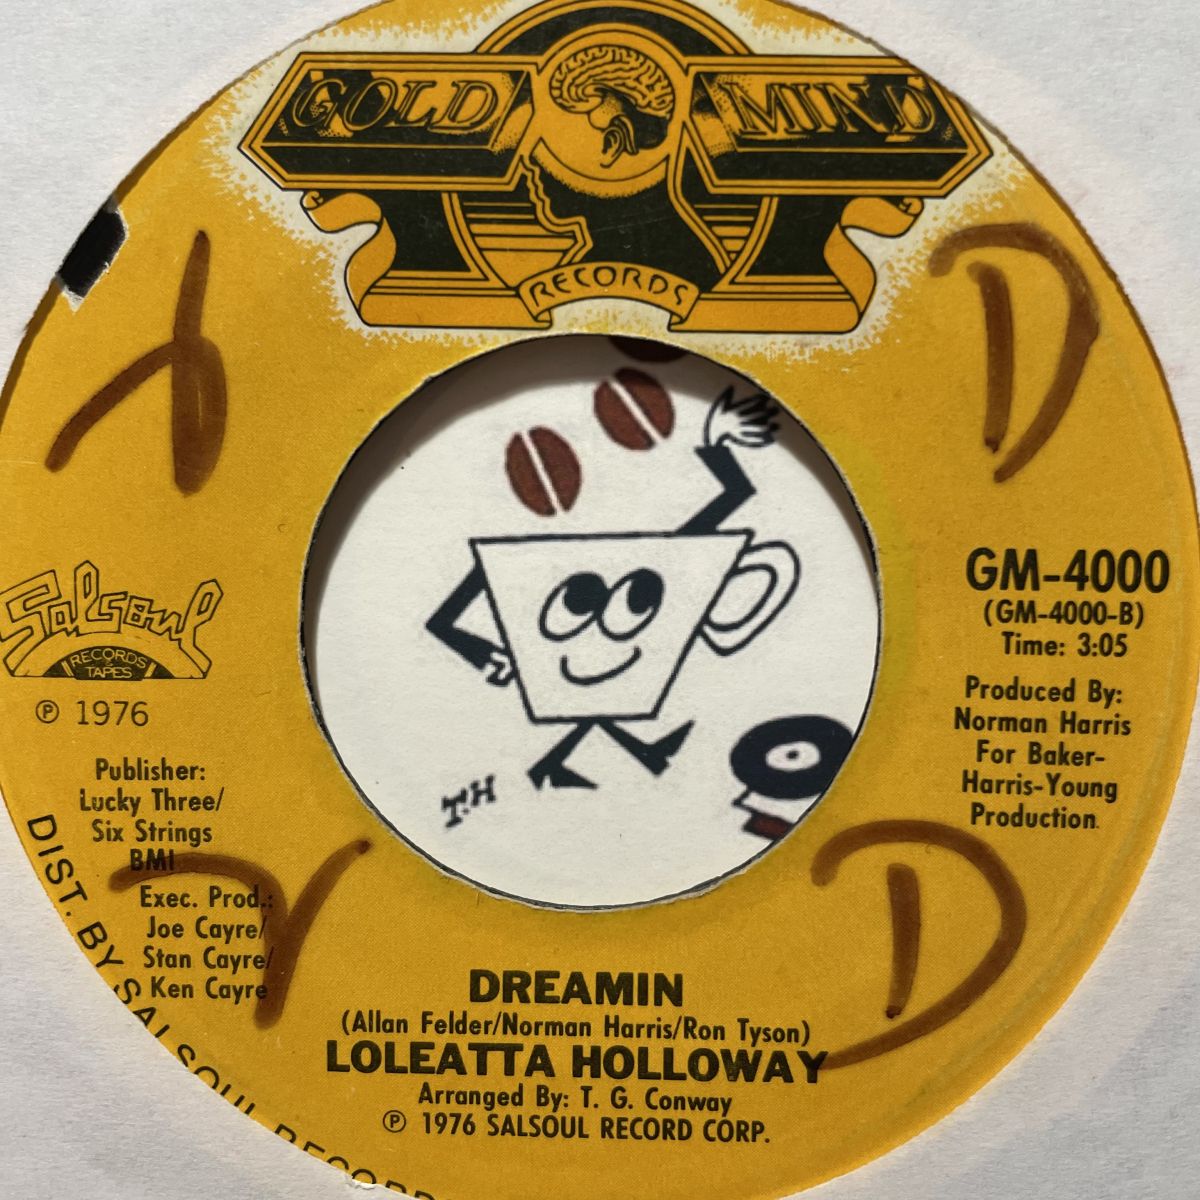 GOLD MIND
RECORDS
Y D
GM-4000
(GM-4000-B)
Time: 3:05
Salsoul
RECORDS & TAPES
℗ 1976
Produced By:
Norman Harris
For Baker-
Harris-Young
Production.
Publisher:
Lucky Three/
Six Strings
BMI
Exec. Prod.:
Joe Cayre/
Stan Cayre/
Ken Cayre
T.H
Y D
DREAMIN
(Allan Felder/Norman Harris/Ron Tyson)
LOLEATTA HOLLOWAY
Arranged By: T. G. Conway
℗ 1976 SALSOUL RECORD CORP.
DIST. BY SALSOUL RECORD